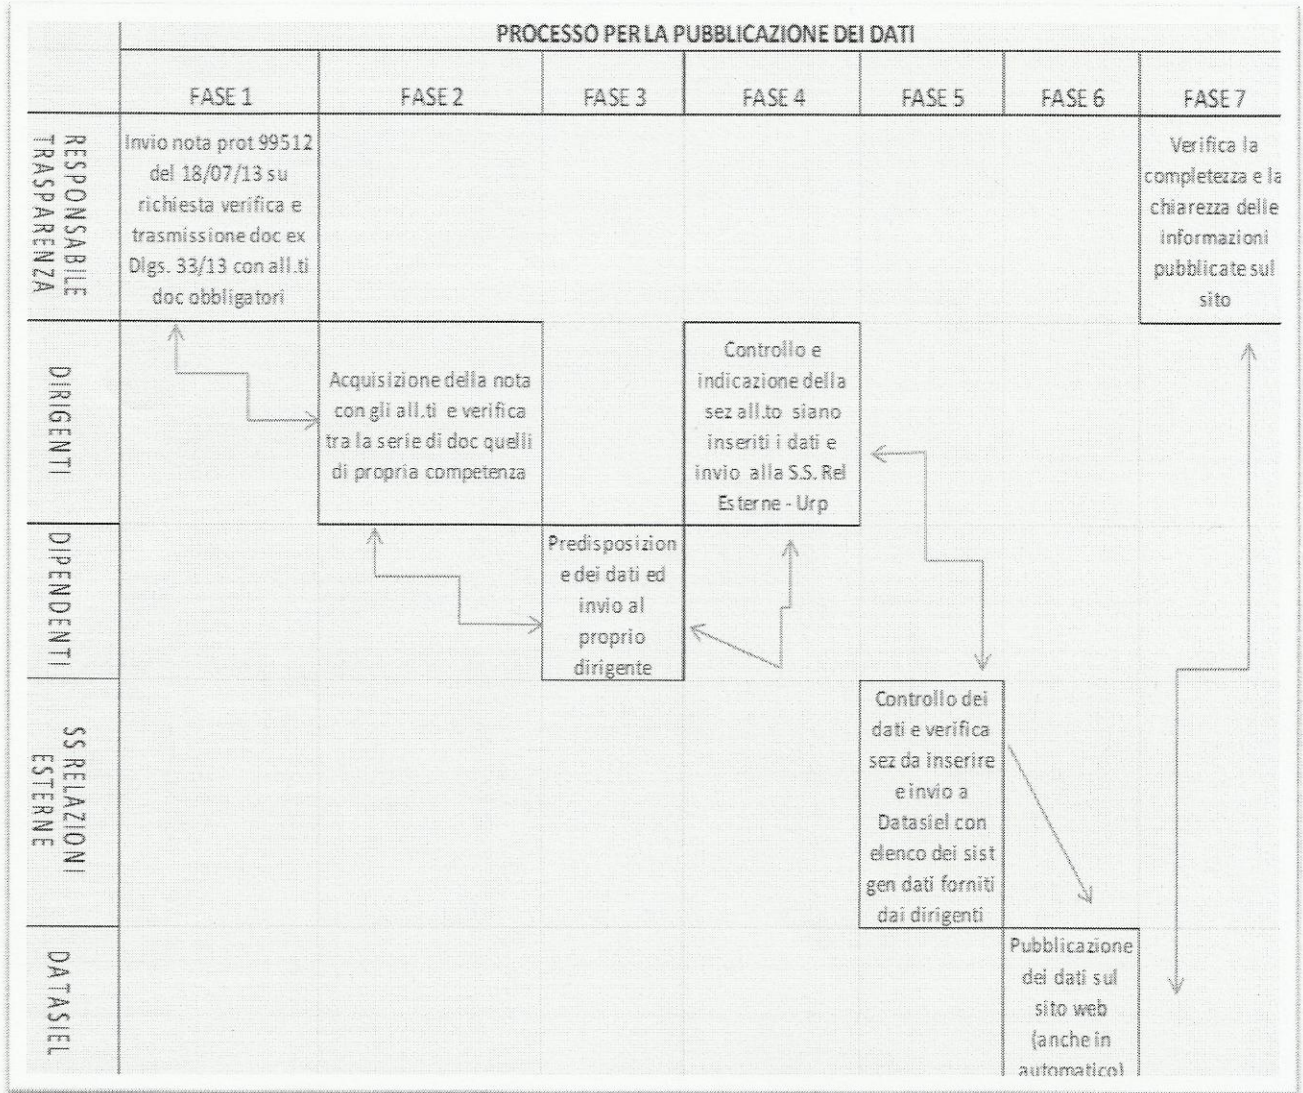 PROCESSO PER LA PUBBLICAZIONE DEI DATI
FASE 1
FASE 2
FASE 3
FASE 4
FASE 5
FASE 6
FASE 7
RESPONSABILE
TRASPARENZA
Invio nota prot 99512
del 18/07/13 su
richiesta verifica e
trasmissione doc ex
Dlgs. 33/13 con all.ti
doc obbligatori
Verifica la
completezza e la
chiarezza delle
informazioni
pubblicate sul
sito
DIRIGENTI
Acquisizione della nota
con gli all.ti e verifica
tra la serie di doc quelli
di propria competenza
Controllo e
indicazione della
sez all.to siano
inseriti i dati e
invio alla S.S. Rel
Esterne - Urp
DIPENDENTI
Predisposizion
e dei dati ed
invio al
proprio
dirigente
SS RELAZIONI
ESTERNE
Controllo dei
dati e verifica
sez da inserire
e invio a
Datasiel con
elenco dei sist
gen dati forniti
dai dirigenti
DATASIEL
Pubblicazione
dei dati sul
sito web
(anche in
automatico)